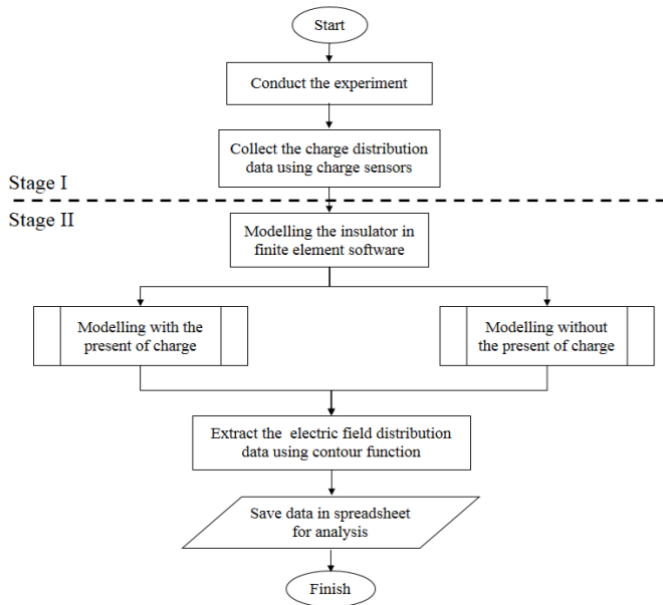 Start
Conduct the experiment
Collect the charge distribution
data using charge sensors
Stage I
Stage II
Modelling the insulator in
finite element software
Modelling with the
present of charge
Modelling without
the present of charge
Extract the electric field distribution
data using contour function
Save data in spreadsheet
for analysis
Finish